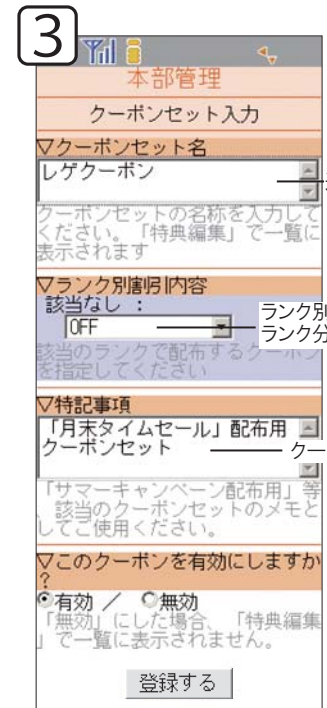 3
本部管理
クーポンセット入力
▽クーポンセット名
レゲクーポン
クーポンセットの名称を入力して
ください。「特典編集」で一覧に
表示されます
▽ランク別割引内容
該当なし :
OFF
ランク別
ランク分
該当のランクで配布するクーポン
を指定してください
▽特記事項
「月末タイムセール」配布用
クーポンセット
クー
「サマーキャンペーン配布用」等
、該当のクーポンセットのメモと
してご使用ください。
▽このクーポンを有効にしますか
?
有効 / 無効
「無効」にした場合、「特典編集
」で一覧に表示されません。
登録する